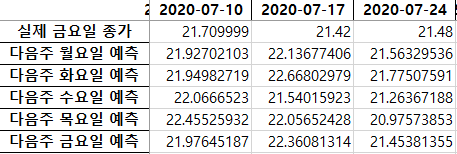 2020-07-10 2020-07-17 2020-07-24
실제 금요일 종가 21.709999 21.42 21.48
다음주 월요일 예측 21.92702103 22.13677406 21.56329536
다음주 화요일 예측 21.94982719 22.66802979 21.77507591
다음주 수요일 예측 22.0666523 21.54015923 21.26367188
다음주 목요일 예측 22.45525932 22.05652428 20.97573853
다음주 금요일 예측 21.97645187 22.36081314 21.45381355